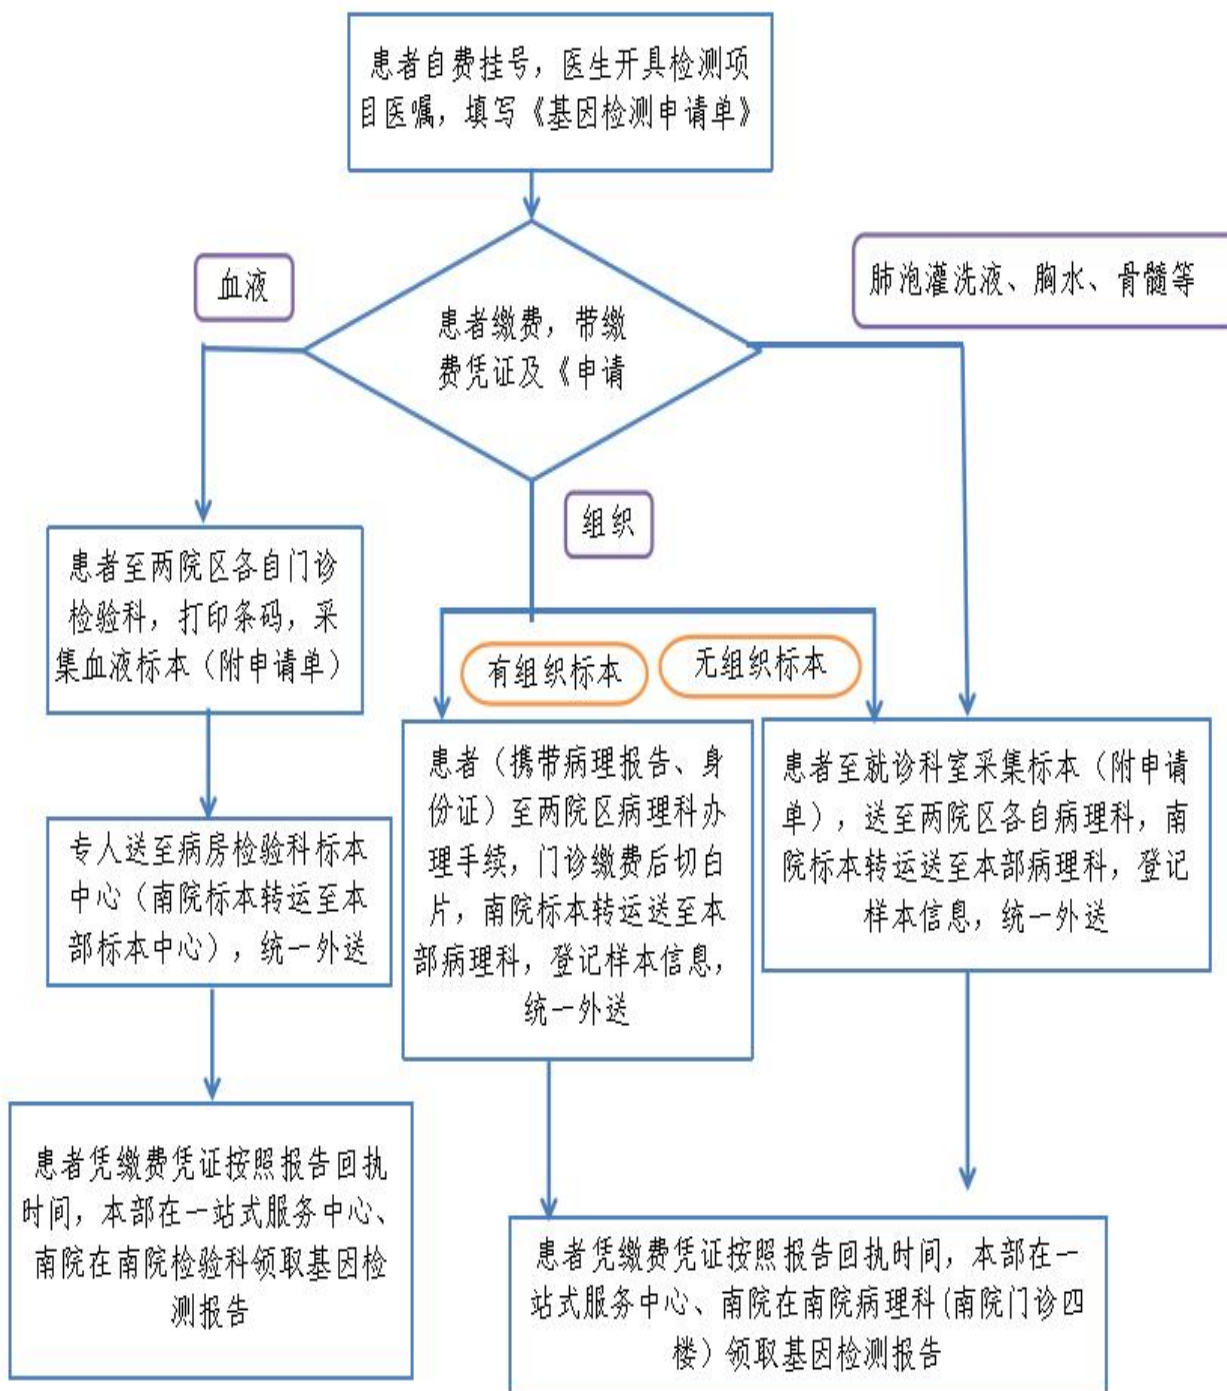 患者自费挂号，医生开具检测项
目医嘱，填写《基因检测申请单》
血液
肺泡灌洗液、胸水、骨髓等
患者缴费，带缴
费凭证及《申请
组织
患者至两院区各自门诊
检验科，打印条码，采
集血液标本（附申请单）
有组织标本
无组织标本
患者（携带病理报告、身
份证）至两院区病理科办
理手续，门诊缴费后切白
片，南院标本转运送至本
部病理科，登记样本信息，
统一外送
患者至就诊科室采集标本（附申请
单），送至两院区各自病理科，南
院标本转运送至本部病理科，登记
样本信息，统一外送
专人送至病房检验科标本
中心（南院标本转运至本
部标本中心），统一外送
患者凭缴费凭证按照报告回执
时间，本部在一站式服务中心、
南院在南院检验科领取基因检
测报告
患者凭缴费凭证按照报告回执时间，本部在一
站式服务中心、南院在南院病理科(南院门诊四
楼）领取基因检测报告